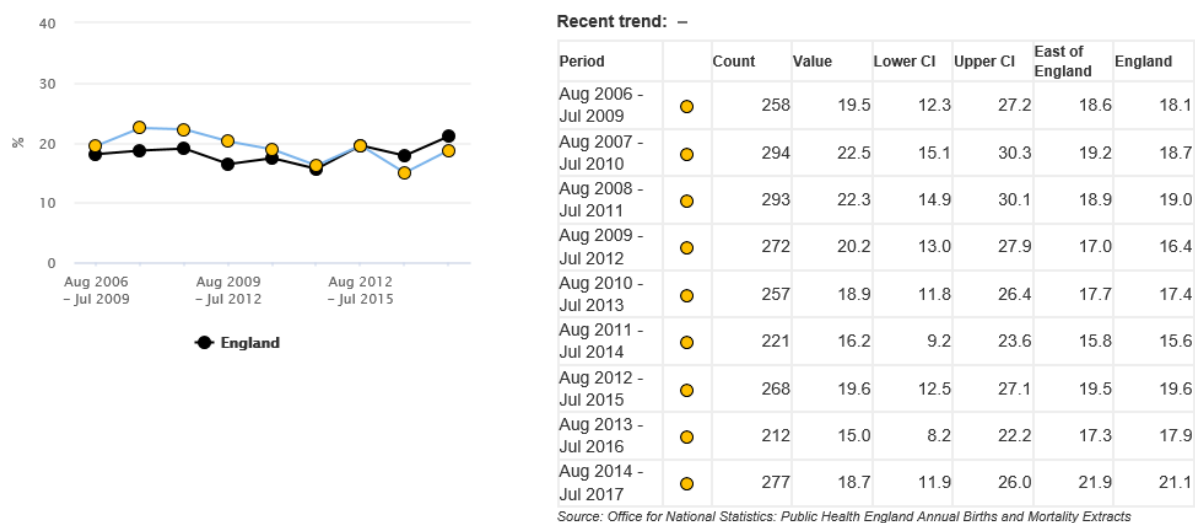 40
30
%
20
10
0
Aug 2006
– Jul 2009
Aug 2009
– Jul 2012
Aug 2012
– Jul 2015
England
Recent trend: –
Period Count Value Lower CI Upper CI East of England England
Aug 2006 -
Jul 2009 258 19.5 12.3 27.2 18.6 18.1
Aug 2007 -
Jul 2010 294 22.5 15.1 30.3 19.2 18.7
Aug 2008 -
Jul 2011 293 22.3 14.9 30.1 18.9 19.0
Aug 2009 -
Jul 2012 272 20.2 13.0 27.9 17.0 16.4
Aug 2010 -
Jul 2013 257 18.9 11.8 26.4 17.7 17.4
Aug 2011 -
Jul 2014 221 16.2 9.2 23.6 15.8 15.6
Aug 2012 -
Jul 2015 268 19.6 12.5 27.1 19.5 19.6
Aug 2013 -
Jul 2016 212 15.0 8.2 22.2 17.3 17.9
Aug 2014 -
Jul 2017 277 18.7 11.9 26.0 21.9 21.1
Source: Office for National Statistics: Public Health England Annual Births and Mortality Extracts